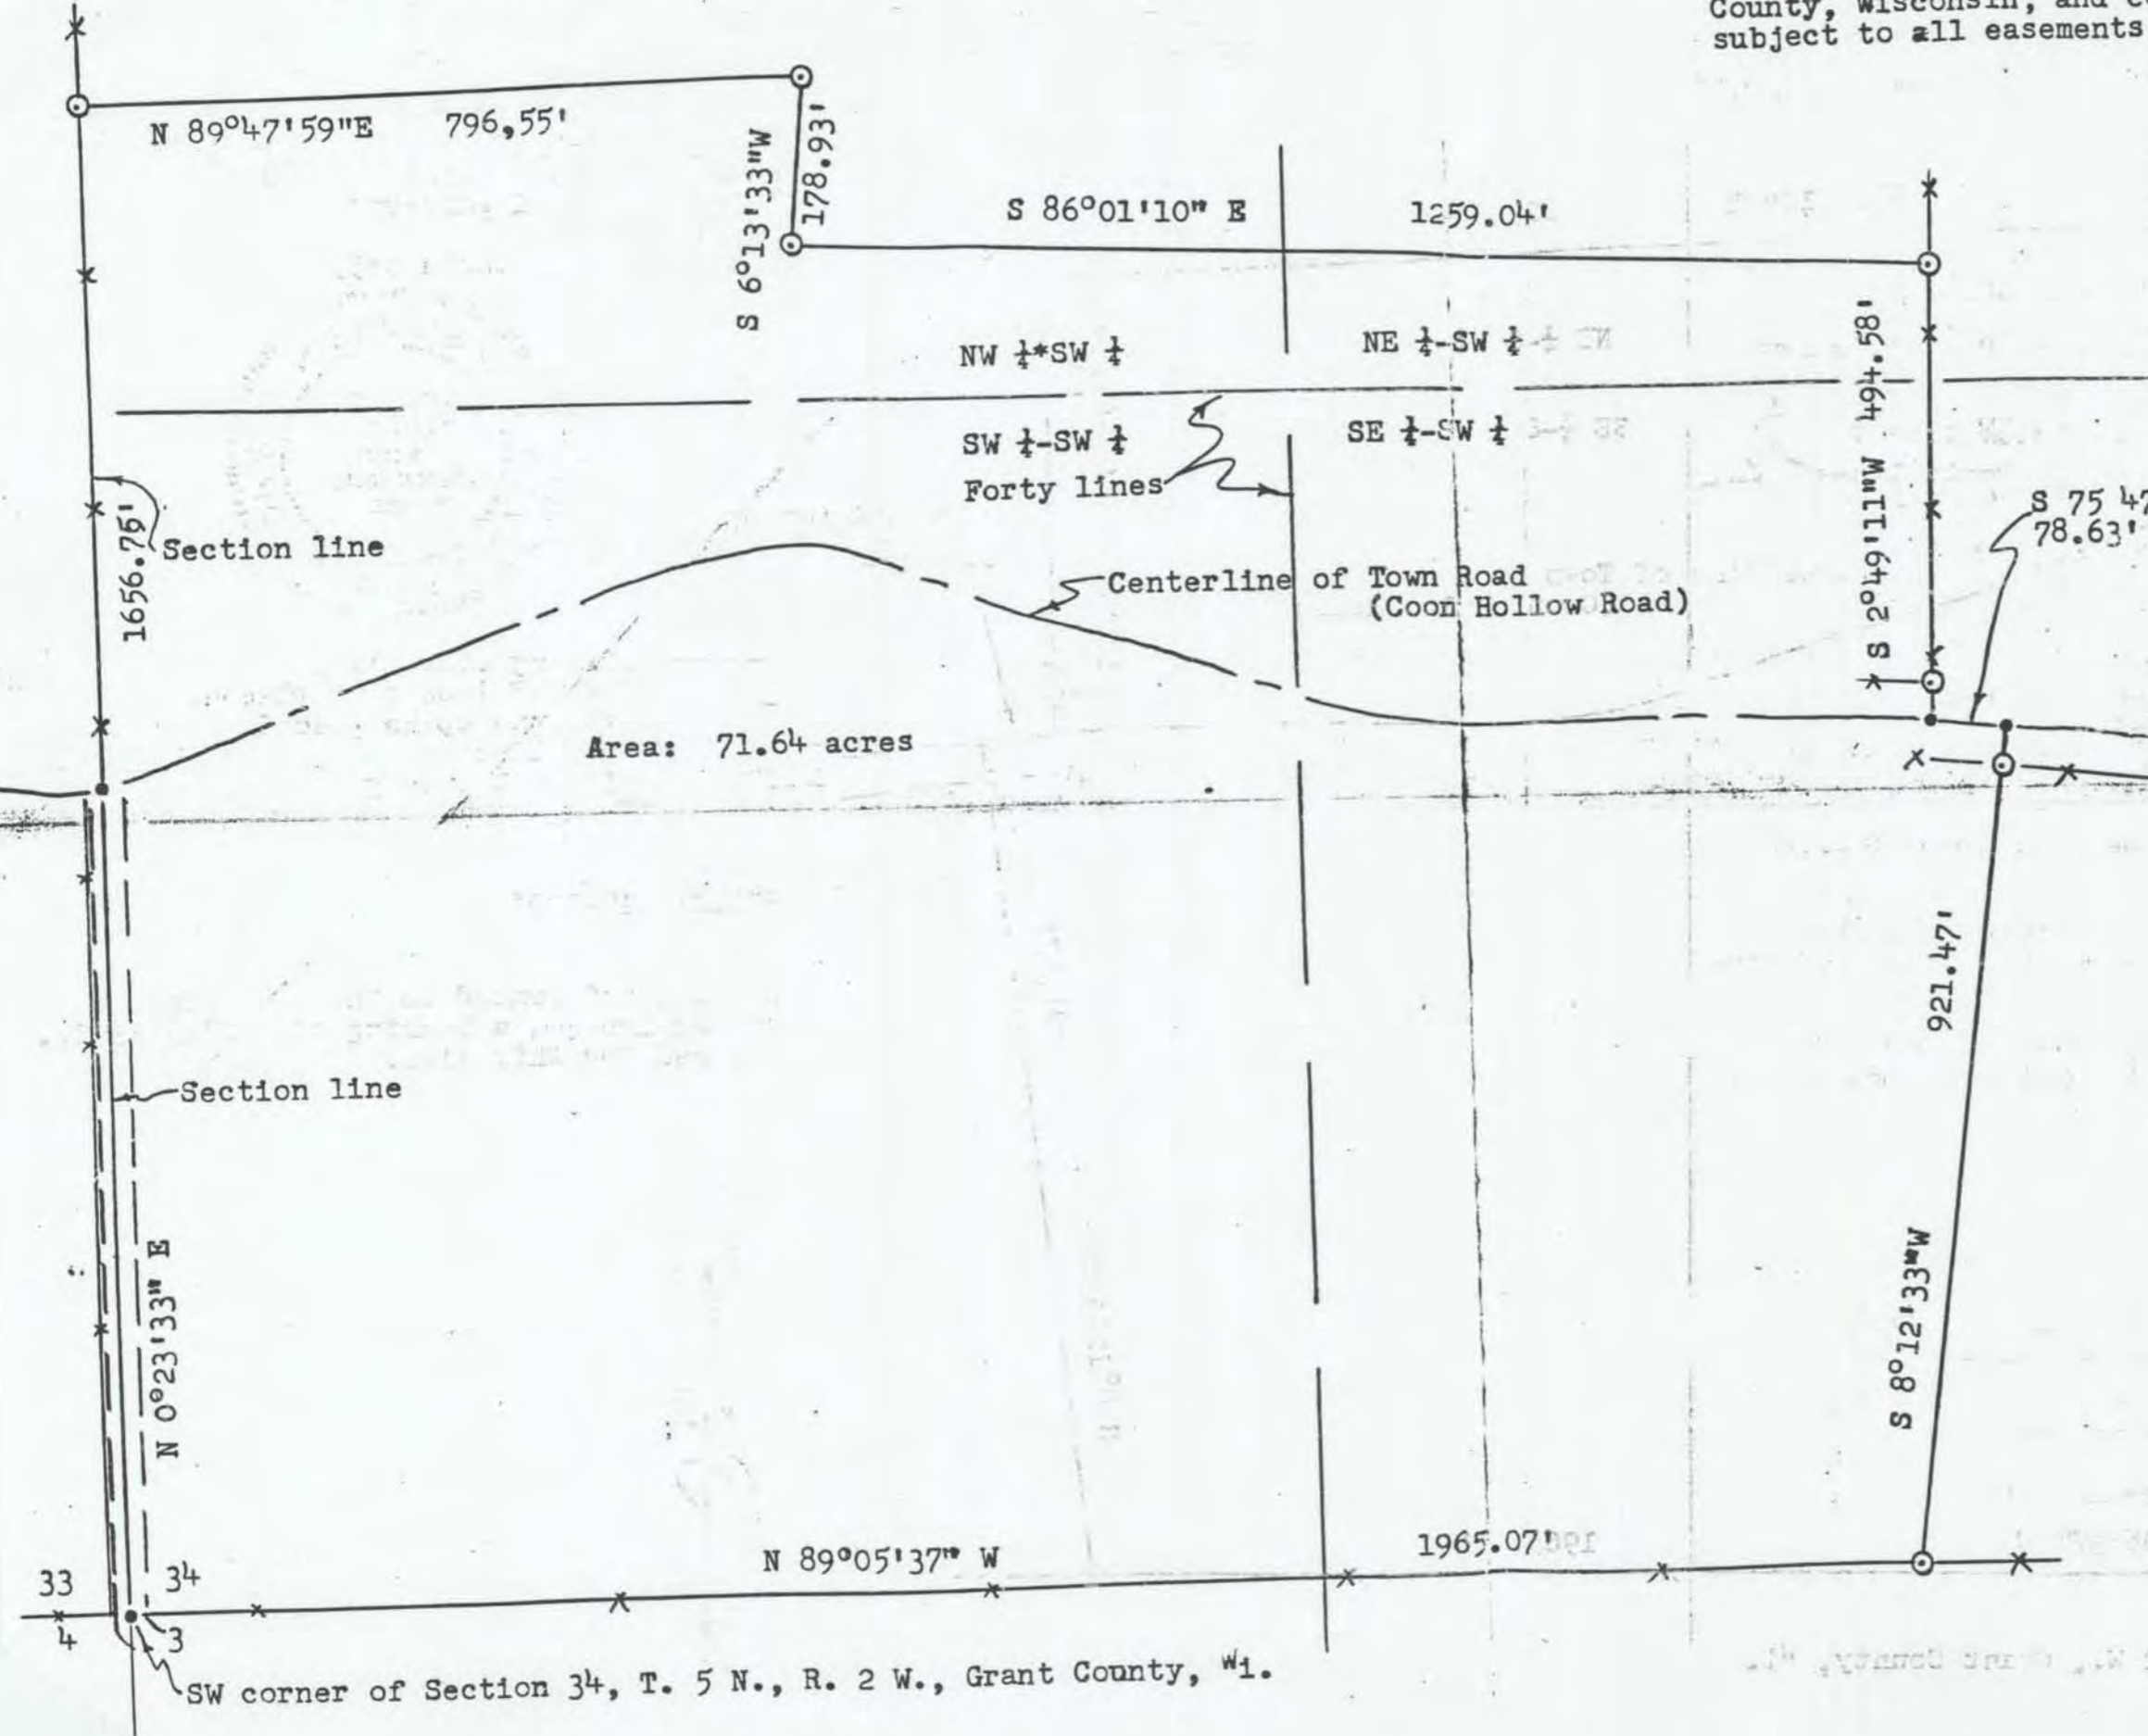 County, Wisconsin, and
subject to all easements
N 89°47'59"E 796,55'
S 6°13'33"W
178.93'
S 86°01'10" E 1259.04'
NW ¼*SW ¼
NE ¼-SW ¼
SW ¼-SW ¼
SE ¼-SW ¼
Forty lines
S 2°49'11"W 494.58'
S 75 47
78.63'
1656.75'
Section line
Centerline of Town Road
(Coon Hollow Road)
Area: 71.64 acres
921.47'
Section line
N 0°23'33" E
S 8°12'33"W
N 89°05'37" W
1965.07'
33
34
4
3
SW corner of Section 34, T. 5 N., R. 2 W., Grant County, Wi.